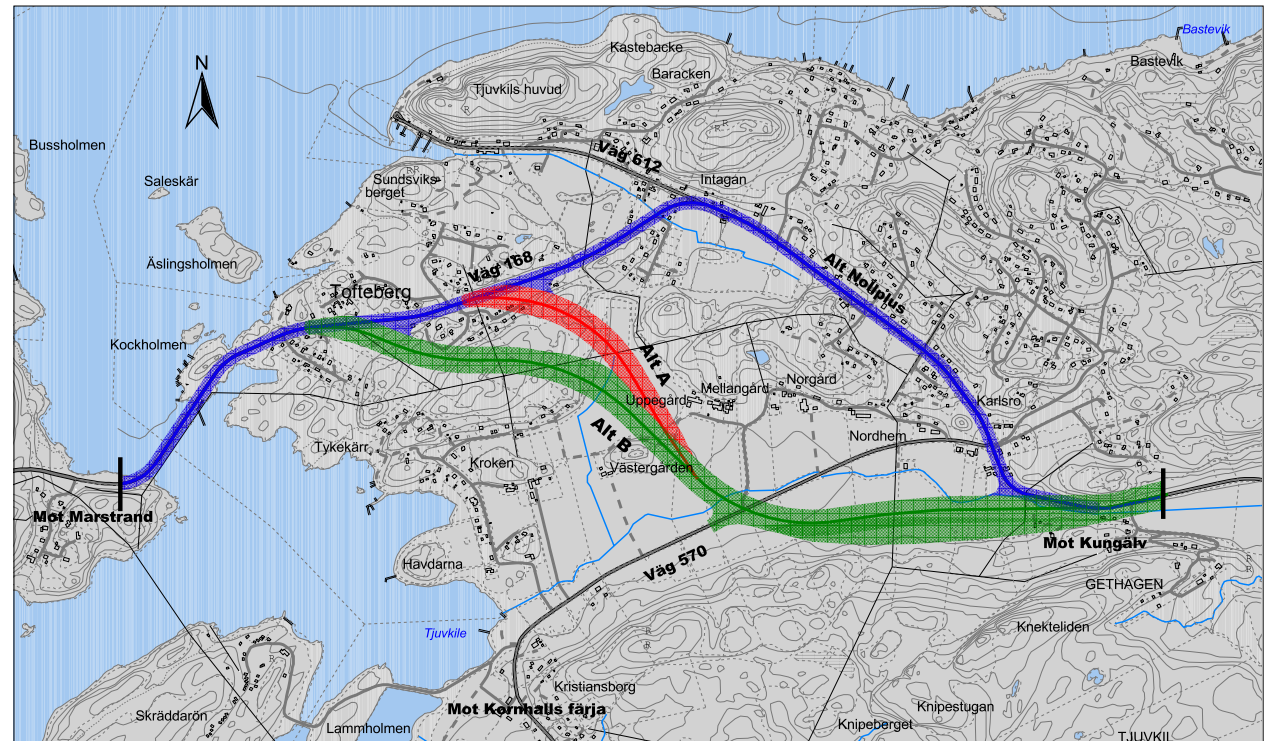 Bastevik
Kastebacke
Bastevik
N
Baracken
Tjuvkils huvud
Bussholmen
Väg 612
Saleskär
Sundsviks-
berget
Intagan
Äslingsholmen
Väg 168
Alt Nollplus
Tofteberg
Kockholmen
Alt A
Mellangård
Norgård
Uppegård
Karlsro
Alt B
Nordhem
Tykekärr
Kroken
Västergården
Mot Marstrand
Mot Kungälv
Väg 570
Havdarna
GETHAGEN
Knekteliden
Tjuvkile
Kristiansborg
Skräddarön
Mot Kornhalls färja
Knipestugan
Lammholmen
Knipeberget
TJUVKIL
R
R
R
R
R
R
R
R
R